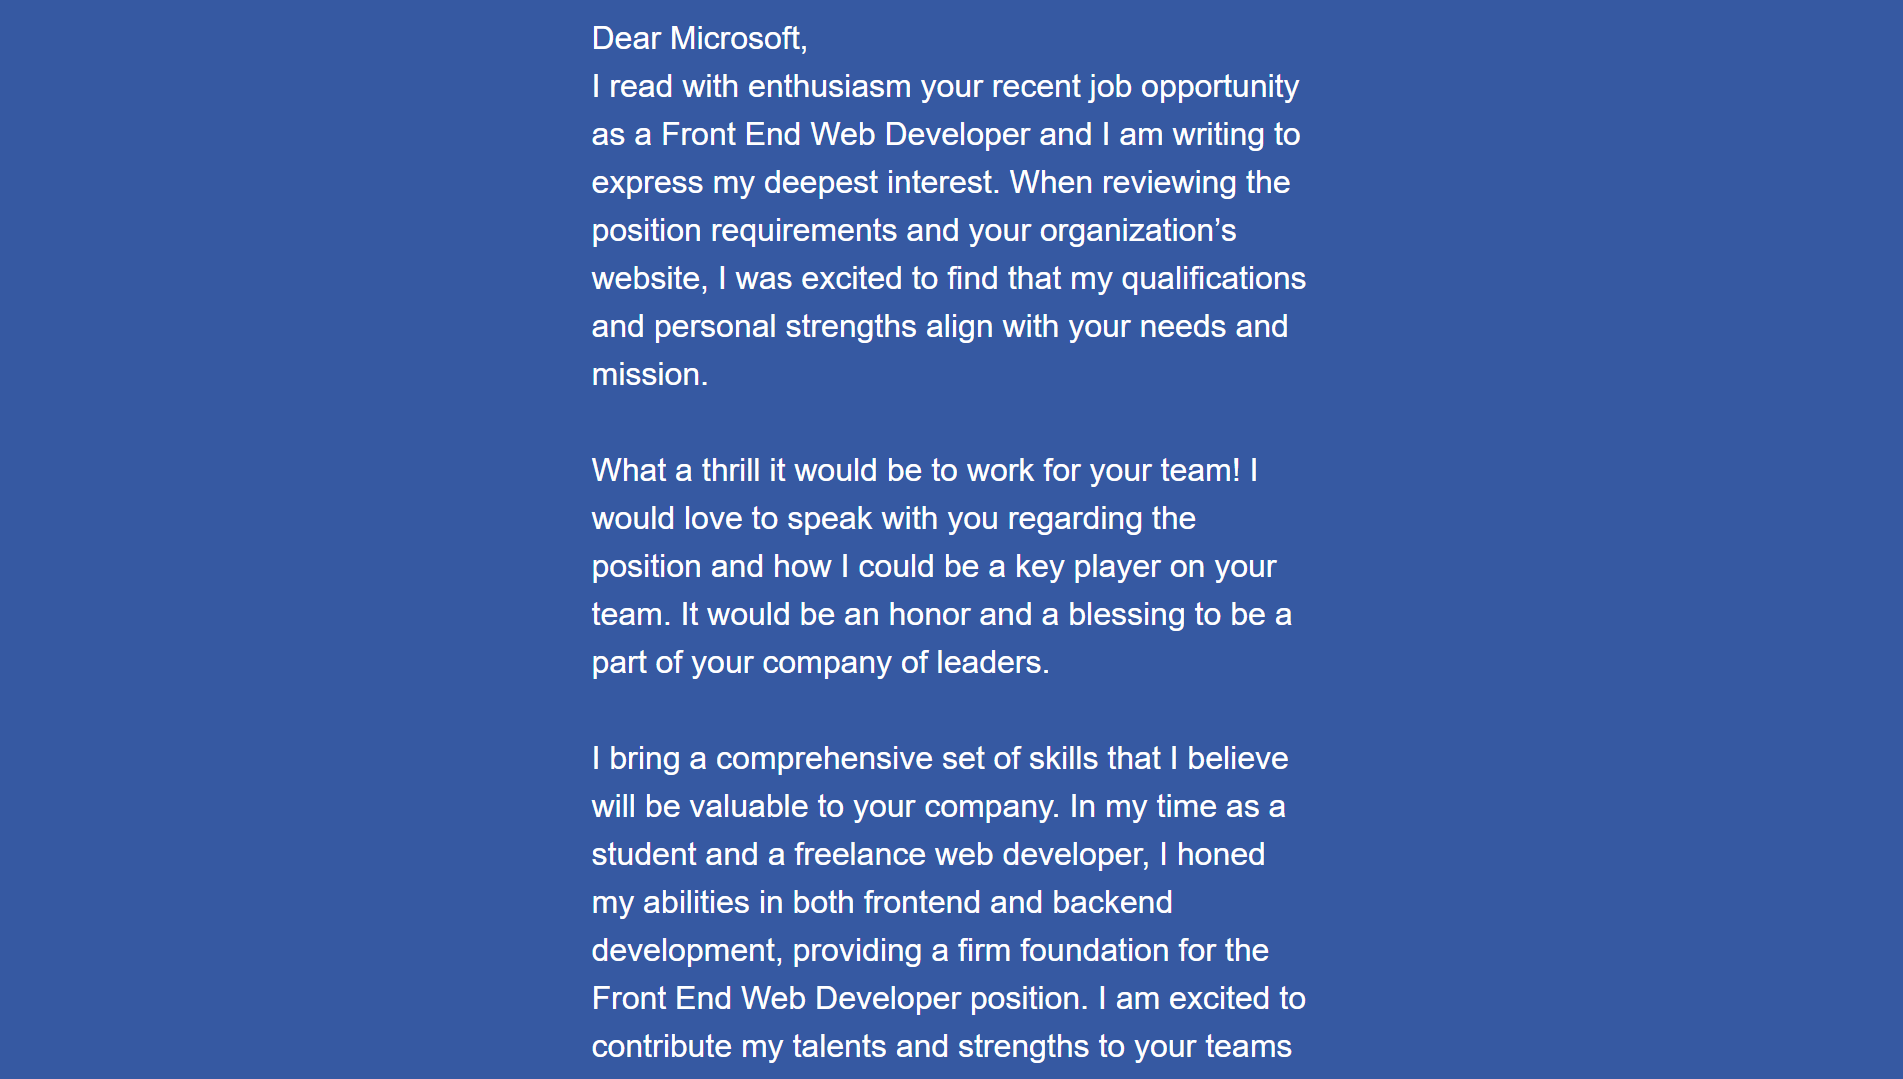 Dear Microsoft,
I read with enthusiasm your recent job opportunity
as a Front End Web Developer and I am writing to
express my deepest interest. When reviewing the
position requirements and your organization’s
website, I was excited to find that my qualifications
and personal strengths align with your needs and
mission.
What a thrill it would be to work for your team! I
would love to speak with you regarding the
position and how I could be a key player on your
team. It would be an honor and a blessing to be a
part of your company of leaders.
I bring a comprehensive set of skills that I believe
will be valuable to your company. In my time as a
student and a freelance web developer, I honed
my abilities in both frontend and backend
development, providing a firm foundation for the
Front End Web Developer position. I am excited to
contribute my talents and strengths to your teams